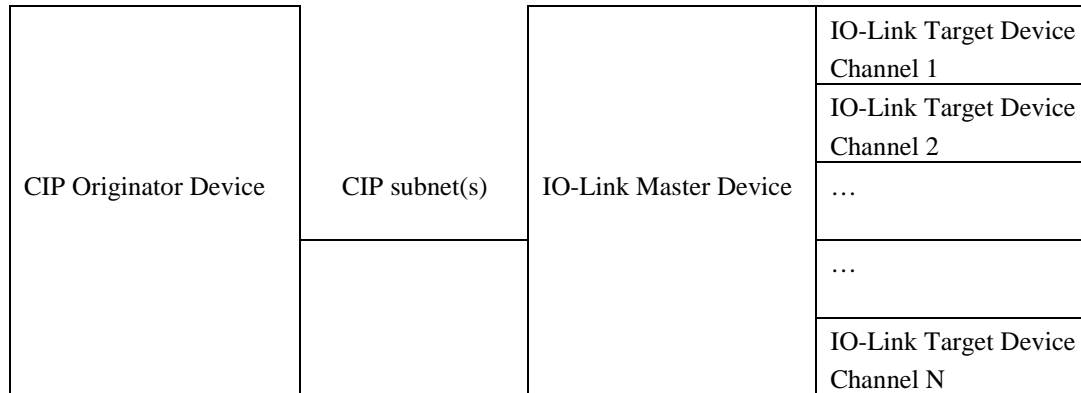 IO-Link Target Device
Channel 1
IO-Link Target Device
Channel 2
CIP Originator Device
CIP subnet(s)
IO-Link Master Device
…
…
IO-Link Target Device
Channel N